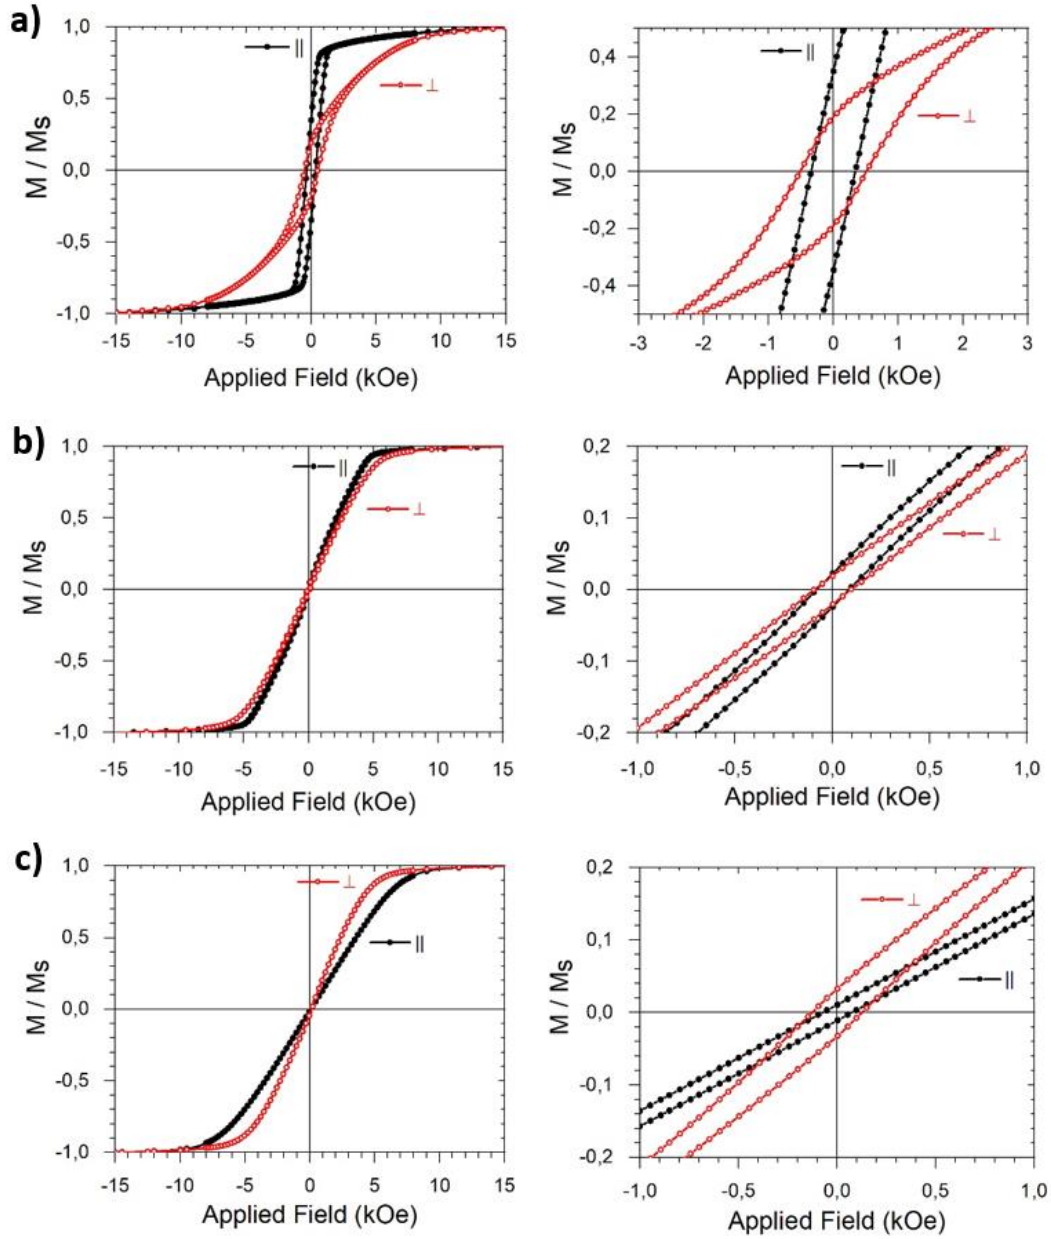 a)
1,0
0,5
0,0
-0,5
-1,0
M / Ms
-15 -10 -5 0 5 10 15
Applied Field (kOe)
||
⊥
0,4
0,2
0,0
-0,2
-0,4
M / Ms
-3 -2 -1 0 1 2 3
Applied Field (kOe)
||
⊥
b)
1,0
0,5
0,0
-0,5
-1,0
M / Ms
-15 -10 -5 0 5 10 15
Applied Field (kOe)
||
⊥
0,2
0,1
0,0
-0,1
-0,2
M / Ms
-1,0 -0,5 0,0 0,5 1,0
Applied Field (kOe)
||
⊥
c)
1,0
0,5
0,0
-0,5
-1,0
M / Ms
-15 -10 -5 0 5 10 15
Applied Field (kOe)
⊥
||
0,2
0,1
0,0
-0,1
-0,2
M / Ms
-1,0 -0,5 0,0 0,5 1,0
Applied Field (kOe)
⊥
||